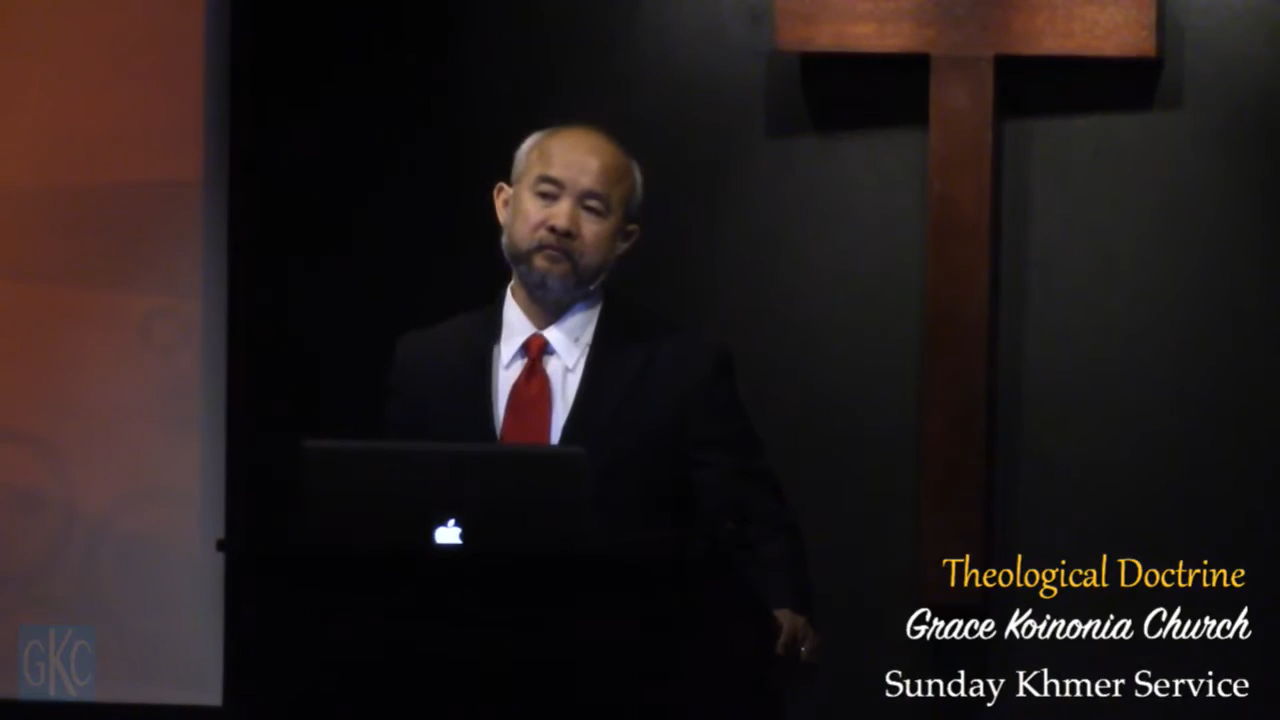 GKC
Theological Doctrine
Grace Koinonia Church
Sunday Khmer Service